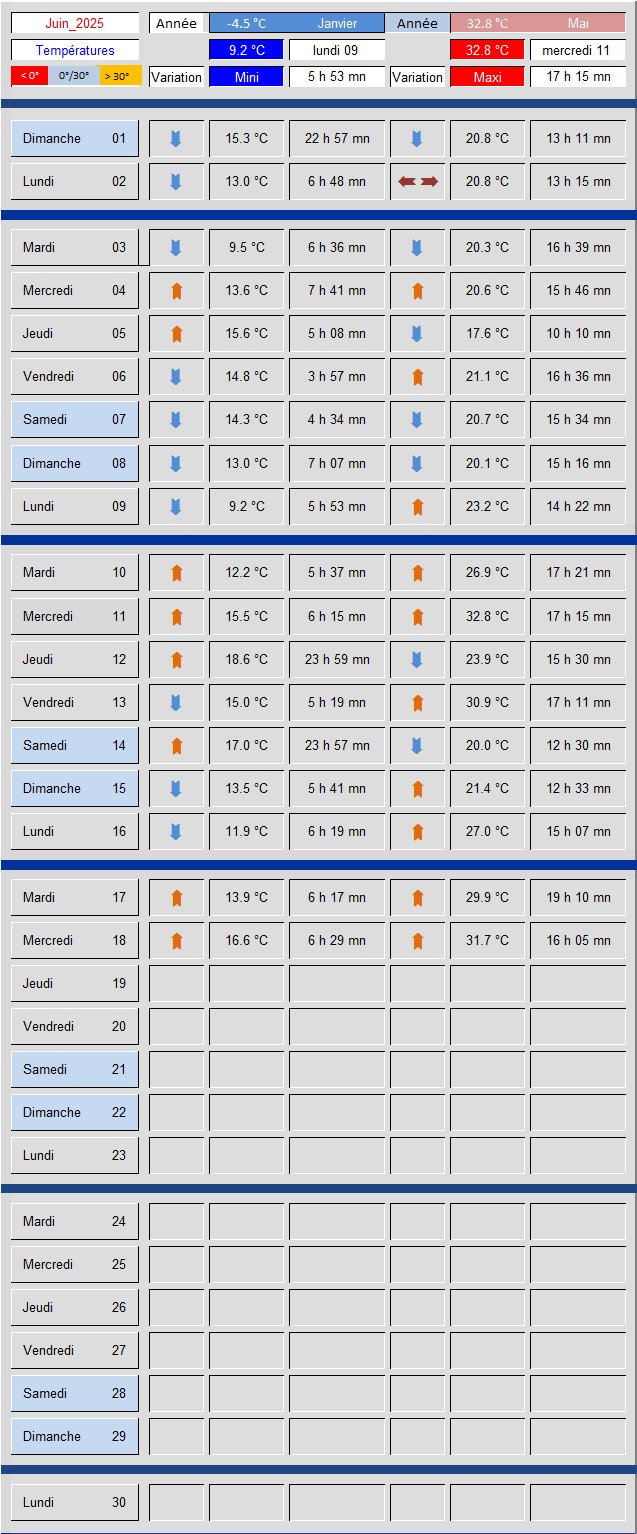 Juin_2025 Année -4.5 °C Janvier Année 32.8 °C Mai
Températures 9.2 °C lundi 09 32.8 °C mercredi 11
< 0° 0°/30° > 30° Variation Mini 5 h 53 mn Variation Maxi 17 h 15 mn
Dimanche 01 15.3 °C 22 h 57 mn 20.8 °C 13 h 11 mn
Lundi 02 13.0 °C 6 h 48 mn 20.8 °C 13 h 15 mn
Mardi 03 9.5 °C 6 h 36 mn 20.3 °C 16 h 39 mn
Mercredi 04 13.6 °C 7 h 41 mn 20.6 °C 15 h 46 mn
Jeudi 05 15.6 °C 5 h 08 mn 17.6 °C 10 h 10 mn
Vendredi 06 14.8 °C 3 h 57 mn 21.1 °C 16 h 36 mn
Samedi 07 14.3 °C 4 h 34 mn 20.7 °C 15 h 34 mn
Dimanche 08 13.0 °C 7 h 07 mn 20.1 °C 15 h 16 mn
Lundi 09 9.2 °C 5 h 53 mn 23.2 °C 14 h 22 mn
Mardi 10 12.2 °C 5 h 37 mn 26.9 °C 17 h 21 mn
Mercredi 11 15.5 °C 6 h 15 mn 32.8 °C 17 h 15 mn
Jeudi 12 18.6 °C 23 h 59 mn 23.9 °C 15 h 30 mn
Vendredi 13 15.0 °C 5 h 19 mn 30.9 °C 17 h 11 mn
Samedi 14 17.0 °C 23 h 57 mn 20.0 °C 12 h 30 mn
Dimanche 15 13.5 °C 5 h 41 mn 21.4 °C 12 h 33 mn
Lundi 16 11.9 °C 6 h 19 mn 27.0 °C 15 h 07 mn
Mardi 17 13.9 °C 6 h 17 mn 29.9 °C 19 h 10 mn
Mercredi 18 16.6 °C 6 h 29 mn 31.7 °C 16 h 05 mn
Jeudi 19
Vendredi 20
Samedi 21
Dimanche 22
Lundi 23
Mardi 24
Mercredi 25
Jeudi 26
Vendredi 27
Samedi 28
Dimanche 29
Lundi 30